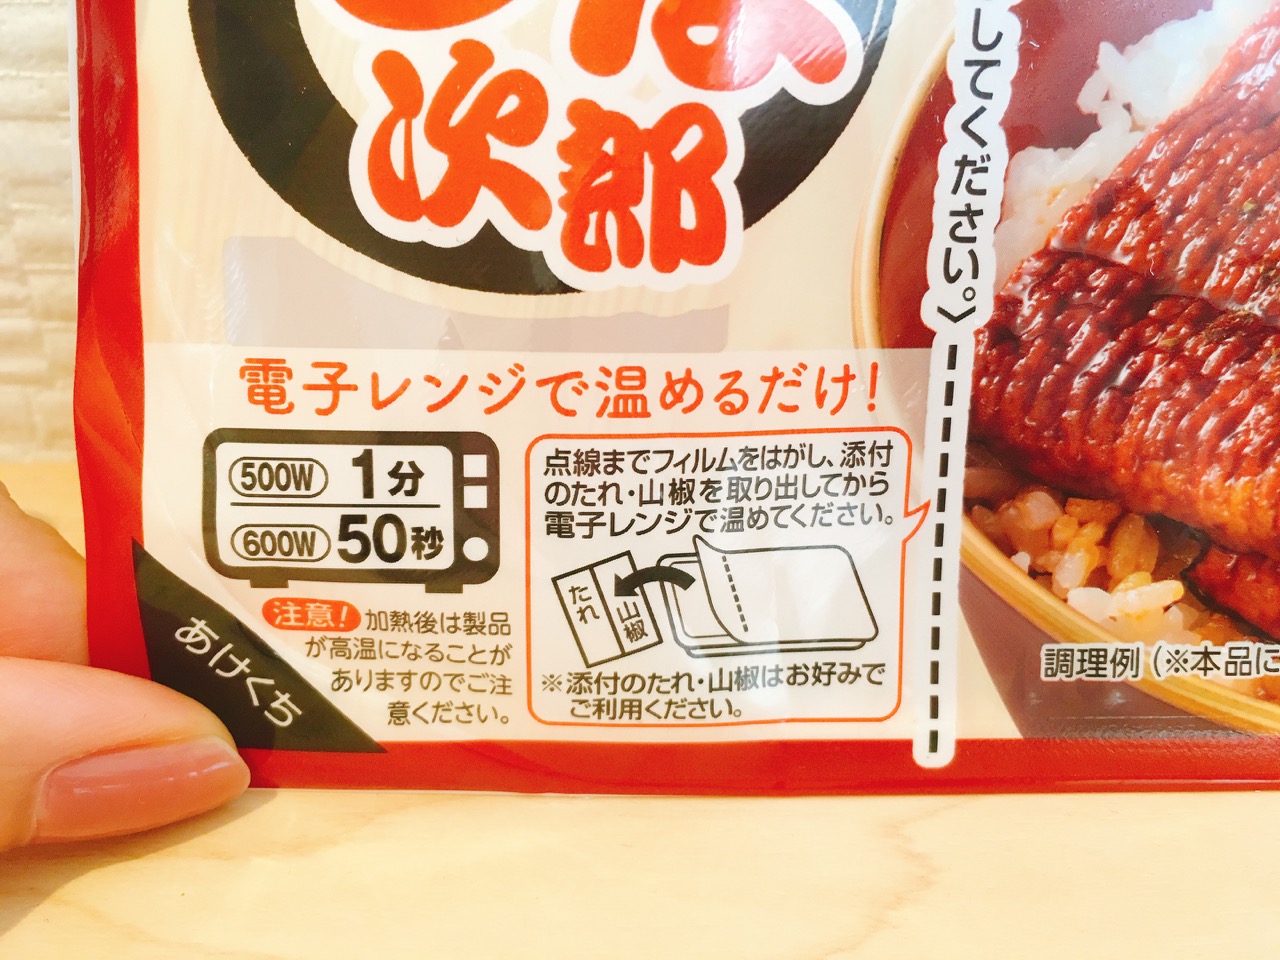 次郎
してください。〉
電子レンジで温めるだけ！
500W 1分
600W 50秒
注意！ 加熱後は製品
が高温になることが
ありますのでご注
意ください。
点線までフィルムをはがし、添付
のたれ・山椒を取り出してから
電子レンジで温めてください。
たれ
山椒
※添付のたれ・山椒はお好みで
ご利用ください。
あけくち
調理例（※本品に